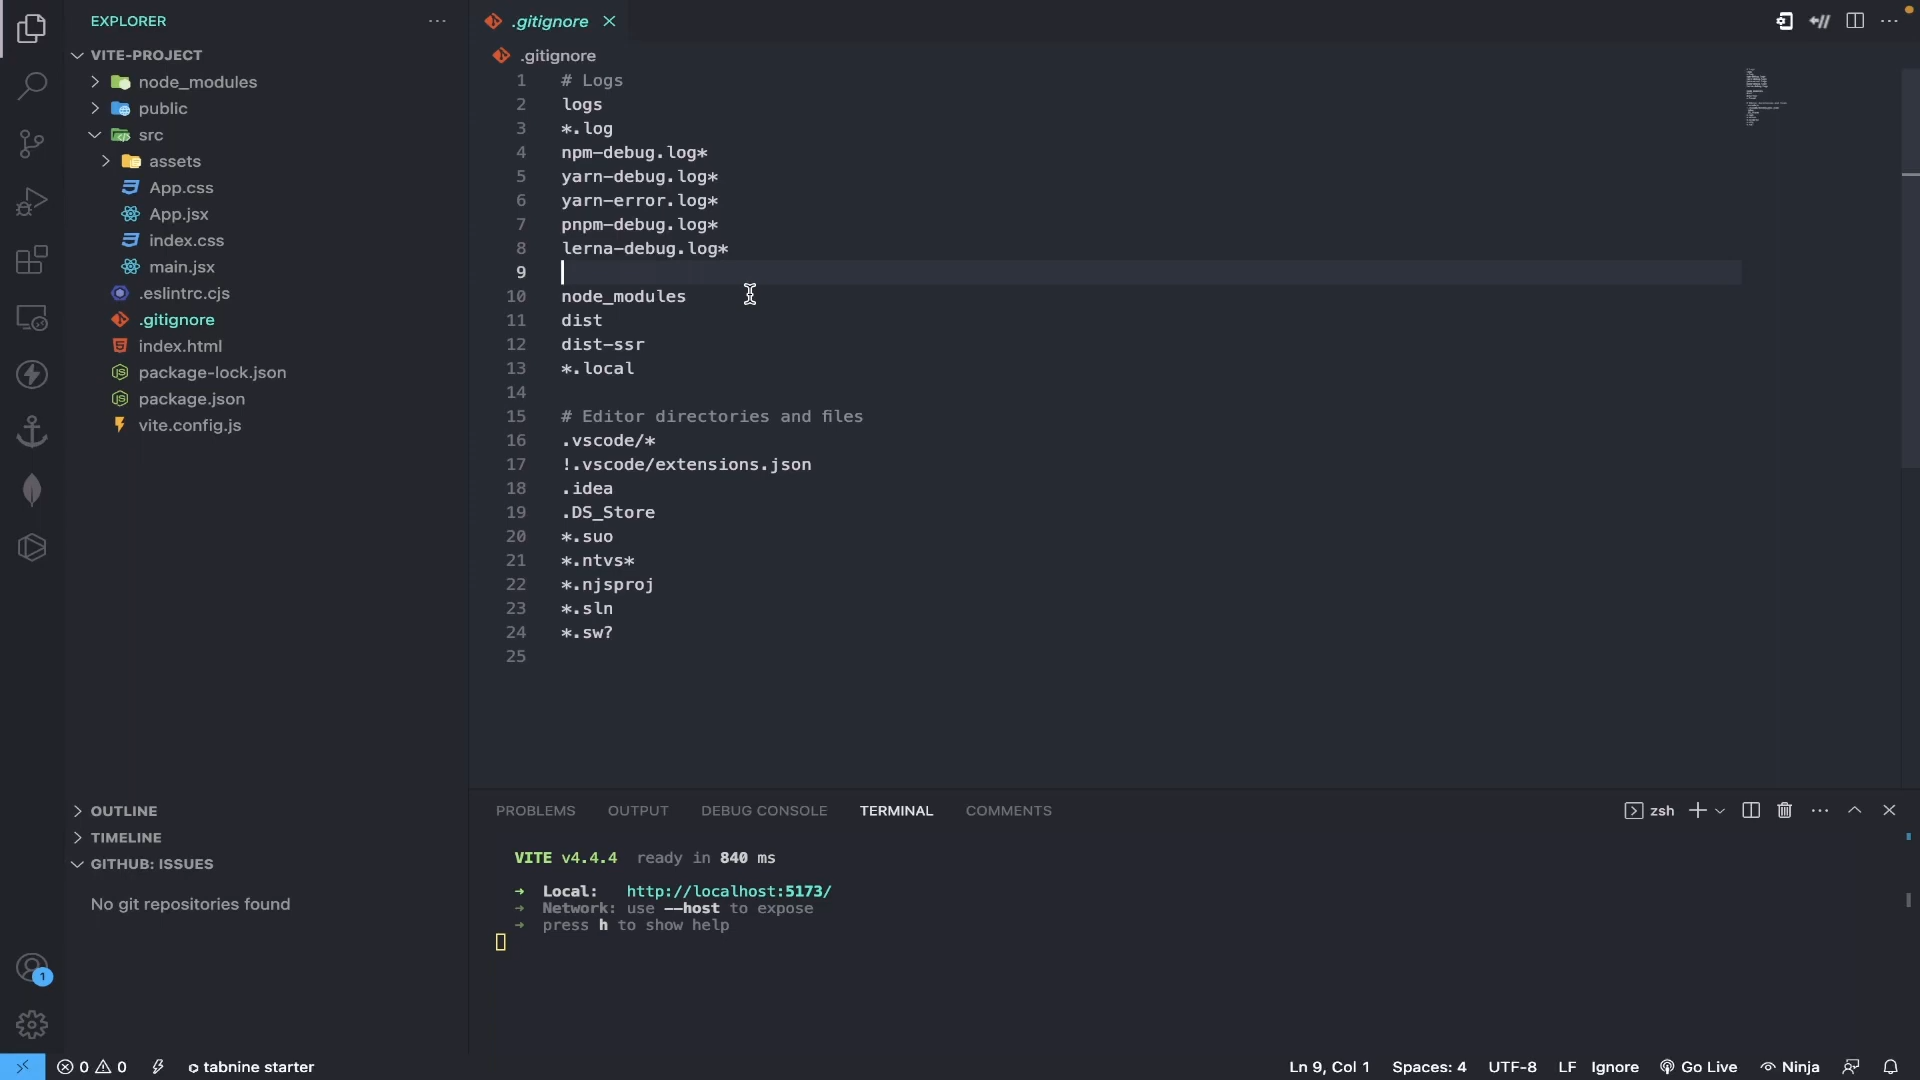 EXPLORER
VITE-PROJECT
node_modules
public
src
assets
App.css
App.jsx
index.css
main.jsx
.eslintrc.cjs
.gitignore
index.html
package-lock.json
package.json
vite.config.js
OUTLINE
TIMELINE
GITHUB: ISSUES
No git repositories found
1
.gitignore
.gitignore
1 # Logs
2 logs
3 *.log
4 npm-debug.log*
5 yarn-debug.log*
6 yarn-error.log*
7 pnpm-debug.log*
8 lerna-debug.log*
9
10 node_modules
11 dist
12 dist-ssr
13 *.local
14
15 # Editor directories and files
16 .vscode/*
17 !.vscode/extensions.json
18 .idea
19 .DS_Store
20 *.suo
21 *.ntvs*
22 *.njsproj
23 *.sln
24 *.sw?
25
PROBLEMS OUTPUT DEBUG CONSOLE TERMINAL COMMENTS zsh
VITE v4.4.4 ready in 840 ms
➜ Local: http://localhost:5173/
➜ Network: use --host to expose
➜ press h to show help
0 0 tabnine starter Ln 9, Col 1 Spaces: 4 UTF-8 LF Ignore Go Live Ninja